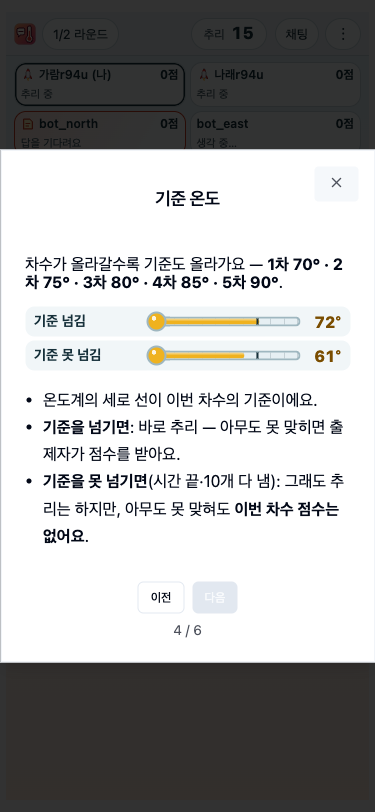 1/2 라운드
추리 15
채팅
가람r94u (나) 0점
추리 중
나래r94u 0점
추리 중
bot_north 0점
답을 기다려요
bot_east 0점
생각 중…
기준 온도
차수가 올라갈수록 기준도 올라가요 — 1차 70° · 2
차 75° · 3차 80° · 4차 85° · 5차 90°.
기준 넘김 72°
기준 못 넘김 61°
• 온도계의 세로 선이 이번 차수의 기준이에요.
• 기준을 넘기면: 바로 추리 — 아무도 못 맞히면 출
제자가 점수를 받아요.
• 기준을 못 넘기면(시간 끝·10개 다 냄): 그래도 추
리는 하지만, 아무도 못 맞혀도 이번 차수 점수는
없어요.
이전
다음
4 / 6